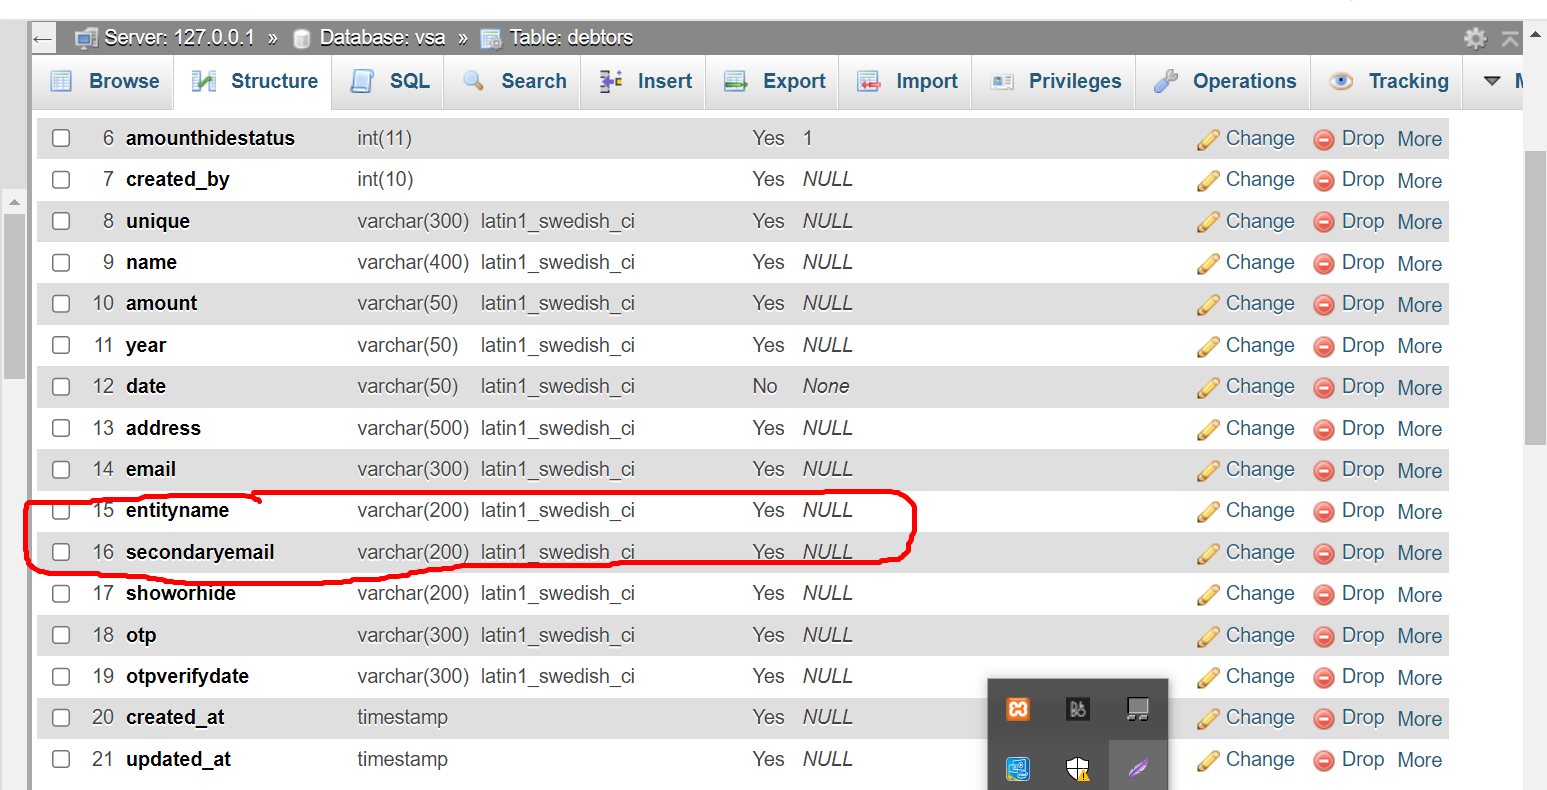 ← Server: 127.0.0.1 » Database: vsa » Table: debtors
Browse Structure SQL Search Insert Export Import Privileges Operations Tracking
6 amounthidestatus int(11) Yes 1 Change Drop More
7 created_by int(10) Yes NULL Change Drop More
8 unique varchar(300) latin1_swedish_ci Yes NULL Change Drop More
9 name varchar(400) latin1_swedish_ci Yes NULL Change Drop More
10 amount varchar(50) latin1_swedish_ci Yes NULL Change Drop More
11 year varchar(50) latin1_swedish_ci Yes NULL Change Drop More
12 date varchar(50) latin1_swedish_ci No None Change Drop More
13 address varchar(500) latin1_swedish_ci Yes NULL Change Drop More
14 email varchar(300) latin1_swedish_ci Yes NULL Change Drop More
15 entityname varchar(200) latin1_swedish_ci Yes NULL Change Drop More
16 secondaryemail varchar(200) latin1_swedish_ci Yes NULL Change Drop More
17 showorhide varchar(200) latin1_swedish_ci Yes NULL Change Drop More
18 otp varchar(300) latin1_swedish_ci Yes NULL Change Drop More
19 otpverifydate varchar(300) latin1_swedish_ci Yes NULL Change Drop More
20 created_at timestamp Yes NULL Change Drop More
21 updated_at timestamp Yes NULL Change Drop More